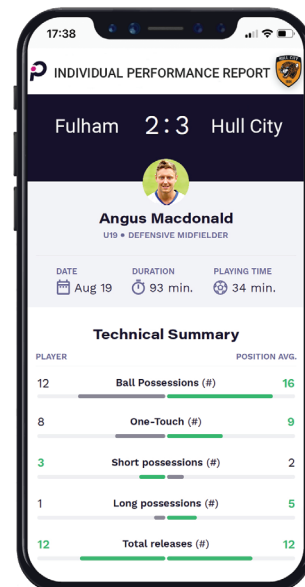 17:38
INDIVIDUAL PERFORMANCE REPORT
HULL CITY
Fulham 2:3 Hull City
Angus Macdonald
U19 • DEFENSIVE MIDFIELDER
DATE DURATION PLAYING TIME
Aug 19 93 min. 34 min.
Technical Summary
PLAYER POSITION AVG.
12 Ball Possessions (#) 16
8 One-Touch (#) 9
3 Short possessions (#) 2
1 Long possessions (#) 5
12 Total releases (#) 12